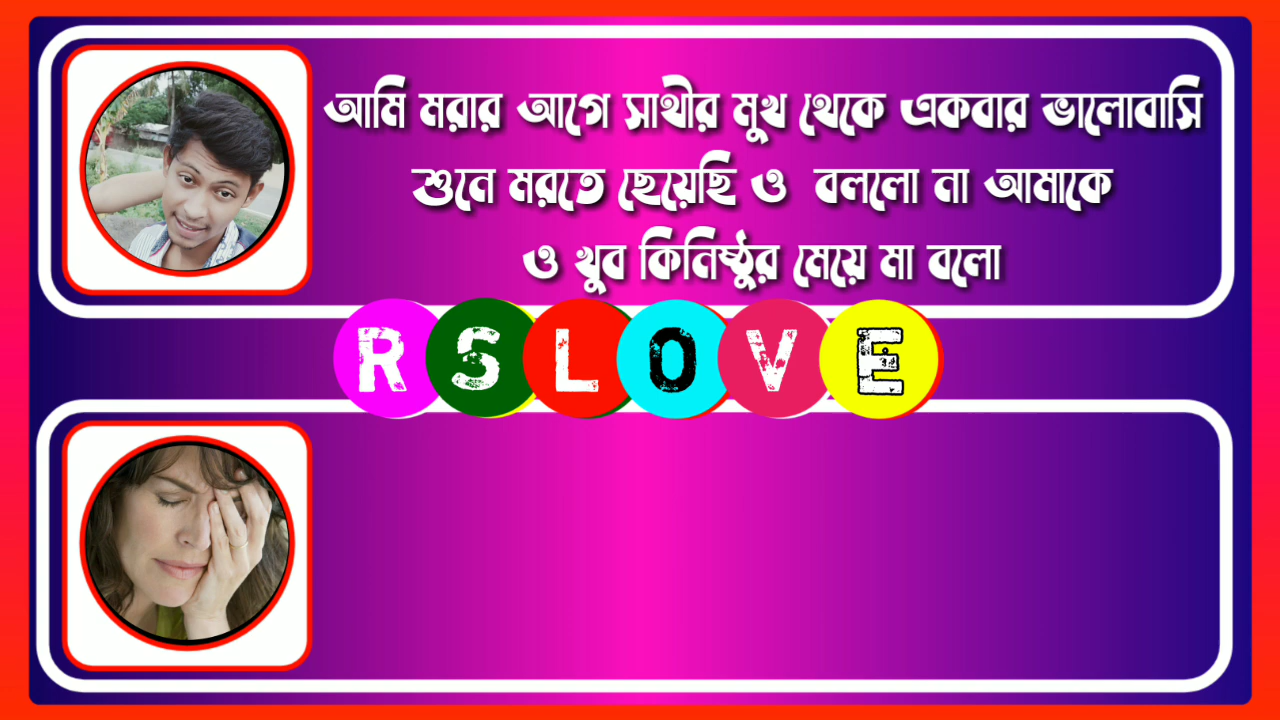 আমি মরার আগে সাথীর মুখ থেকে একবার ভালোবাসি
শুনে মরতে ছেয়েছি ও বললো না আমাকে
ও খুব কিনিষ্ঠুর মেয়ে মা বলো
RSLOVE